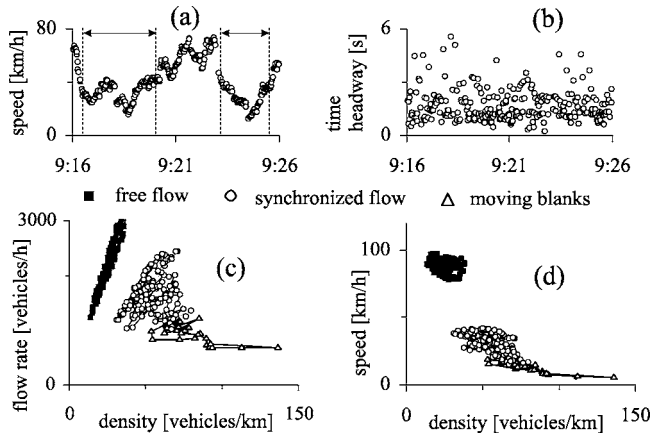 (a)
(b)
80
speed [km/h]
0
9:16
9:21
9:26
6
time headway [s]
0
9:16
9:21
9:26
free flow
synchronized flow
moving blanks
3000
flow rate [vehicles/h]
(c)
0
0
density [vehicles/km]
150
100
speed [km/h]
(d)
0
0
density [vehicles/km]
150